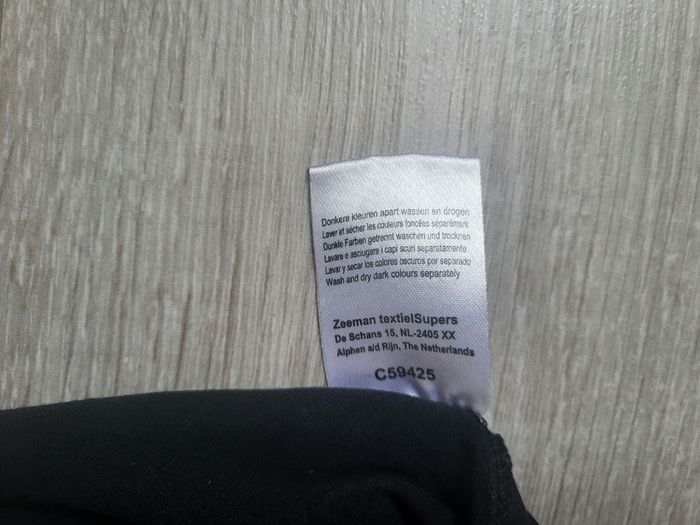 Donkere kleuren apart wassen en drogen
Laver et sécher les couleurs foncées séparément
Dunkle Farben getrennt waschen und trocknen
Lavare e asciugare i capi scuri separatamente
Lavar y secar los colores oscuros por separado
Wash and dry dark colours separately
Zeeman textielSupers
De Schans 15, NL-2405 XX
Alphen a/d Rijn, The Netherlands
C59425